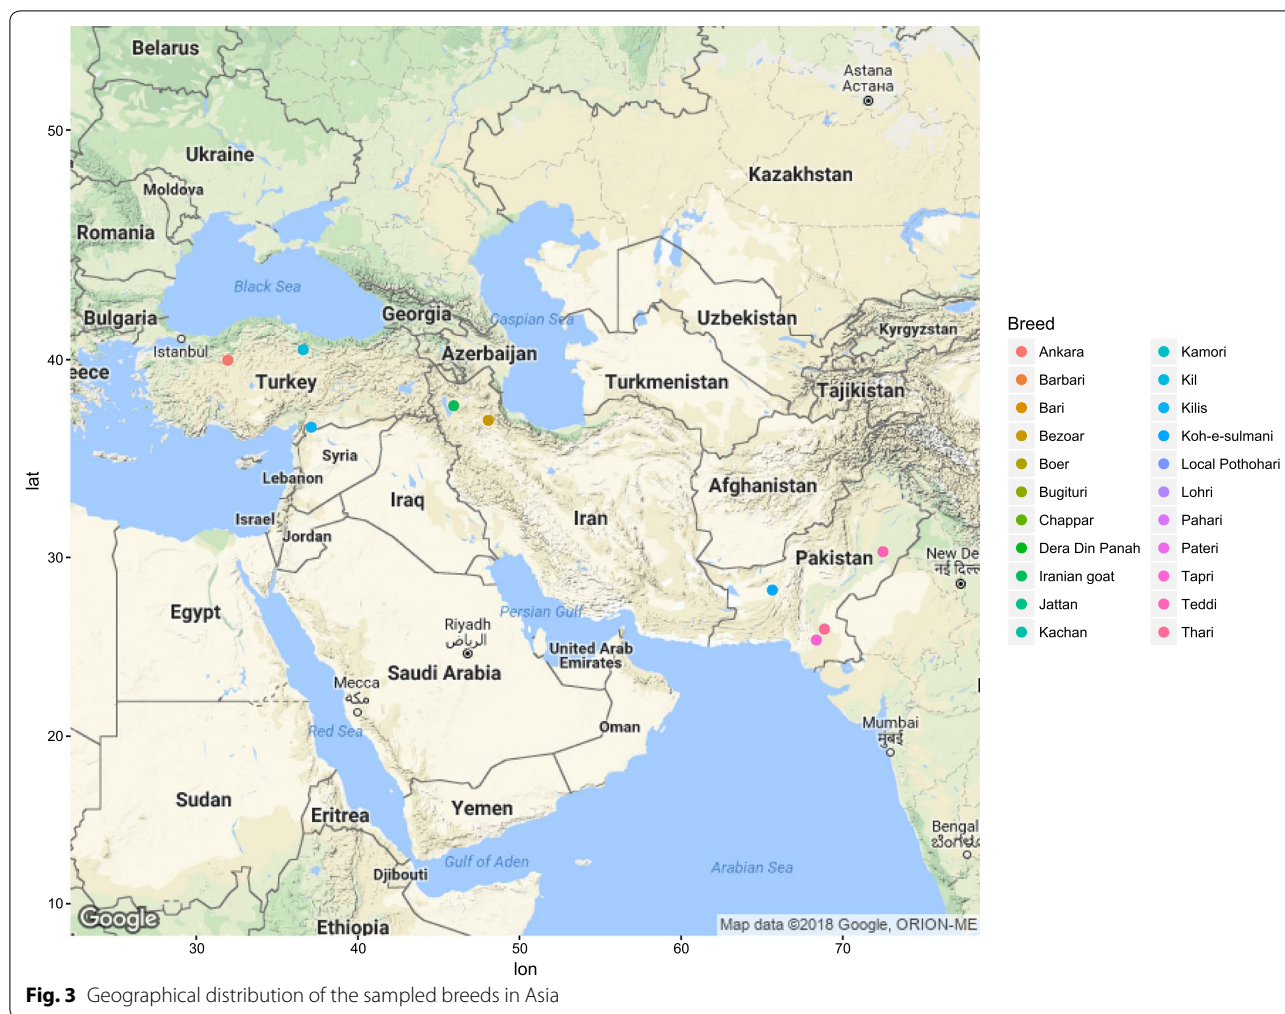 Belarus
Astana
Астана
50
Ukraine
Kazakhstan
Moldova
Romania
Black Sea
Bulgaria
Georgia
Caspian Sea
Uzbekistan
Kyrgyzstan
Istanbul
40
Azerbaijan
eece
Turkey
Turkmenistan
Tajikistan
Syria
Lebanon
Afghanistan
Iraq
Israel
Iran
Jordan
30
Pakistan
New De
नई दिल्ल
Egypt
Persian Gulf
Riyadh
الرياض
United Arab
Emirates
Saudi Arabia
Mecca
مكة
Oman
Red Sea
20
Mumbai
मुंबई
Sudan
Eritrea
Yemen
Bengal
Gulf of Aden
Arabian Sea
Djibouti
10
Google
Ethiopia
Map data ©2018 Google, ORION-ME
30
40
50
60
70
lon
lat
Breed
Ankara
Barbari
Bari
Bezoar
Boer
Bugituri
Chappar
Dera Din Panah
Iranian goat
Jattan
Kachan
Kamori
Kil
Kilis
Koh-e-sulmani
Local Pothohari
Lohri
Pahari
Pateri
Tapri
Teddi
Thari
Fig. 3 Geographical distribution of the sampled breeds in Asia